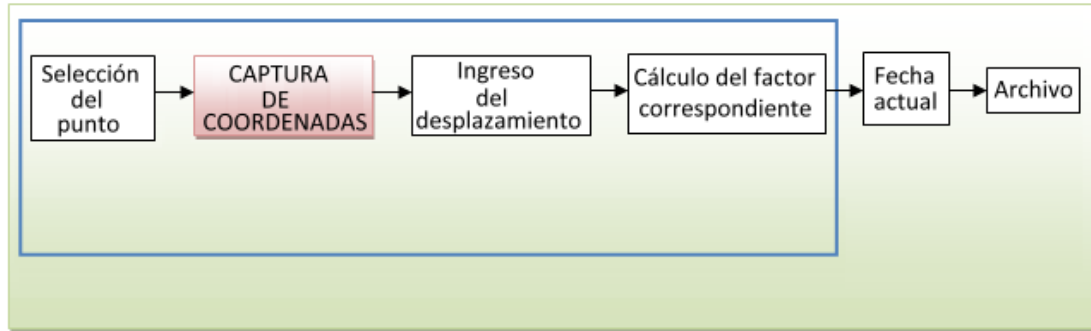 Selección
del
punto
CAPTURA
DE
COORDENADAS
Ingreso
del
desplazamiento
Cálculo del factor
correspondiente
Fecha
actual
Archivo